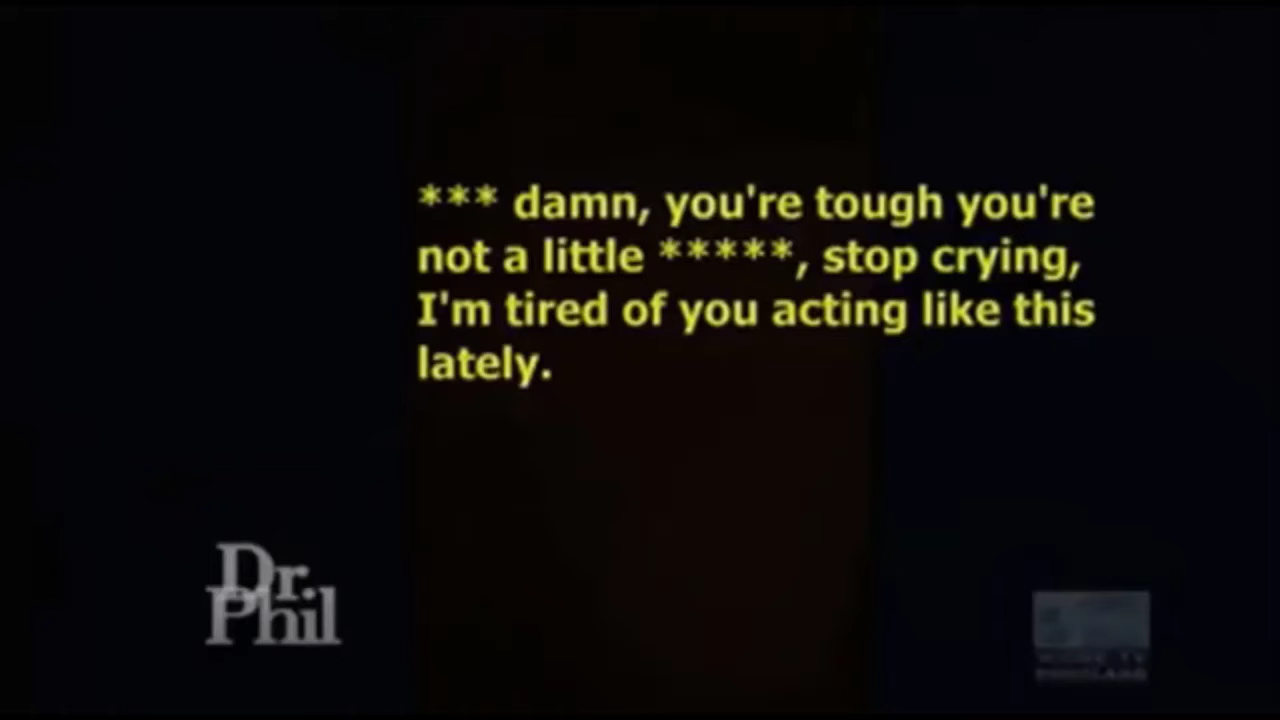 *** damn, you're tough you're
not a little *****, stop crying,
I'm tired of you acting like this
lately.
Dr.
Phil